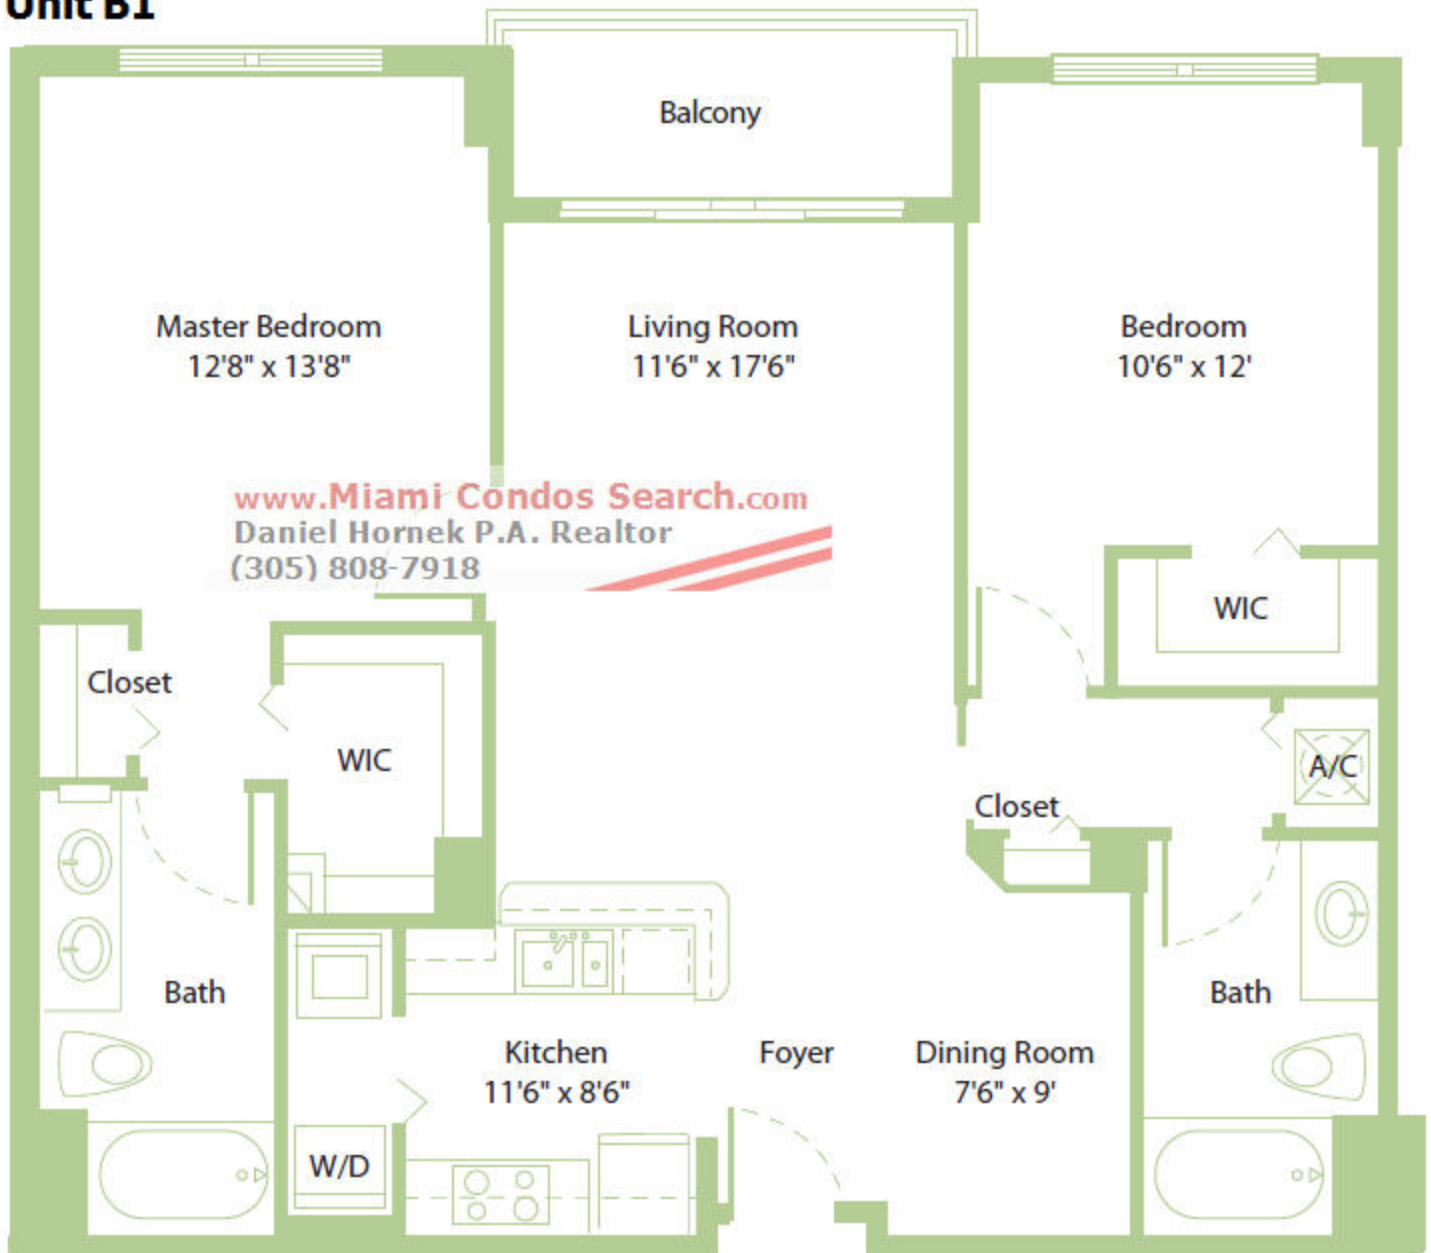 Unit B1
Balcony
Master Bedroom
12'8" x 13'8"
Living Room
11'6" x 17'6"
Bedroom
10'6" x 12'
www.Miami Condos Search.com
Daniel Hornek P.A. Realtor
(305) 808-7918
WIC
Closet
WIC
A/C
Closet
Bath
Bath
Kitchen
11'6" x 8'6"
Foyer
Dining Room
7'6" x 9'
W/D